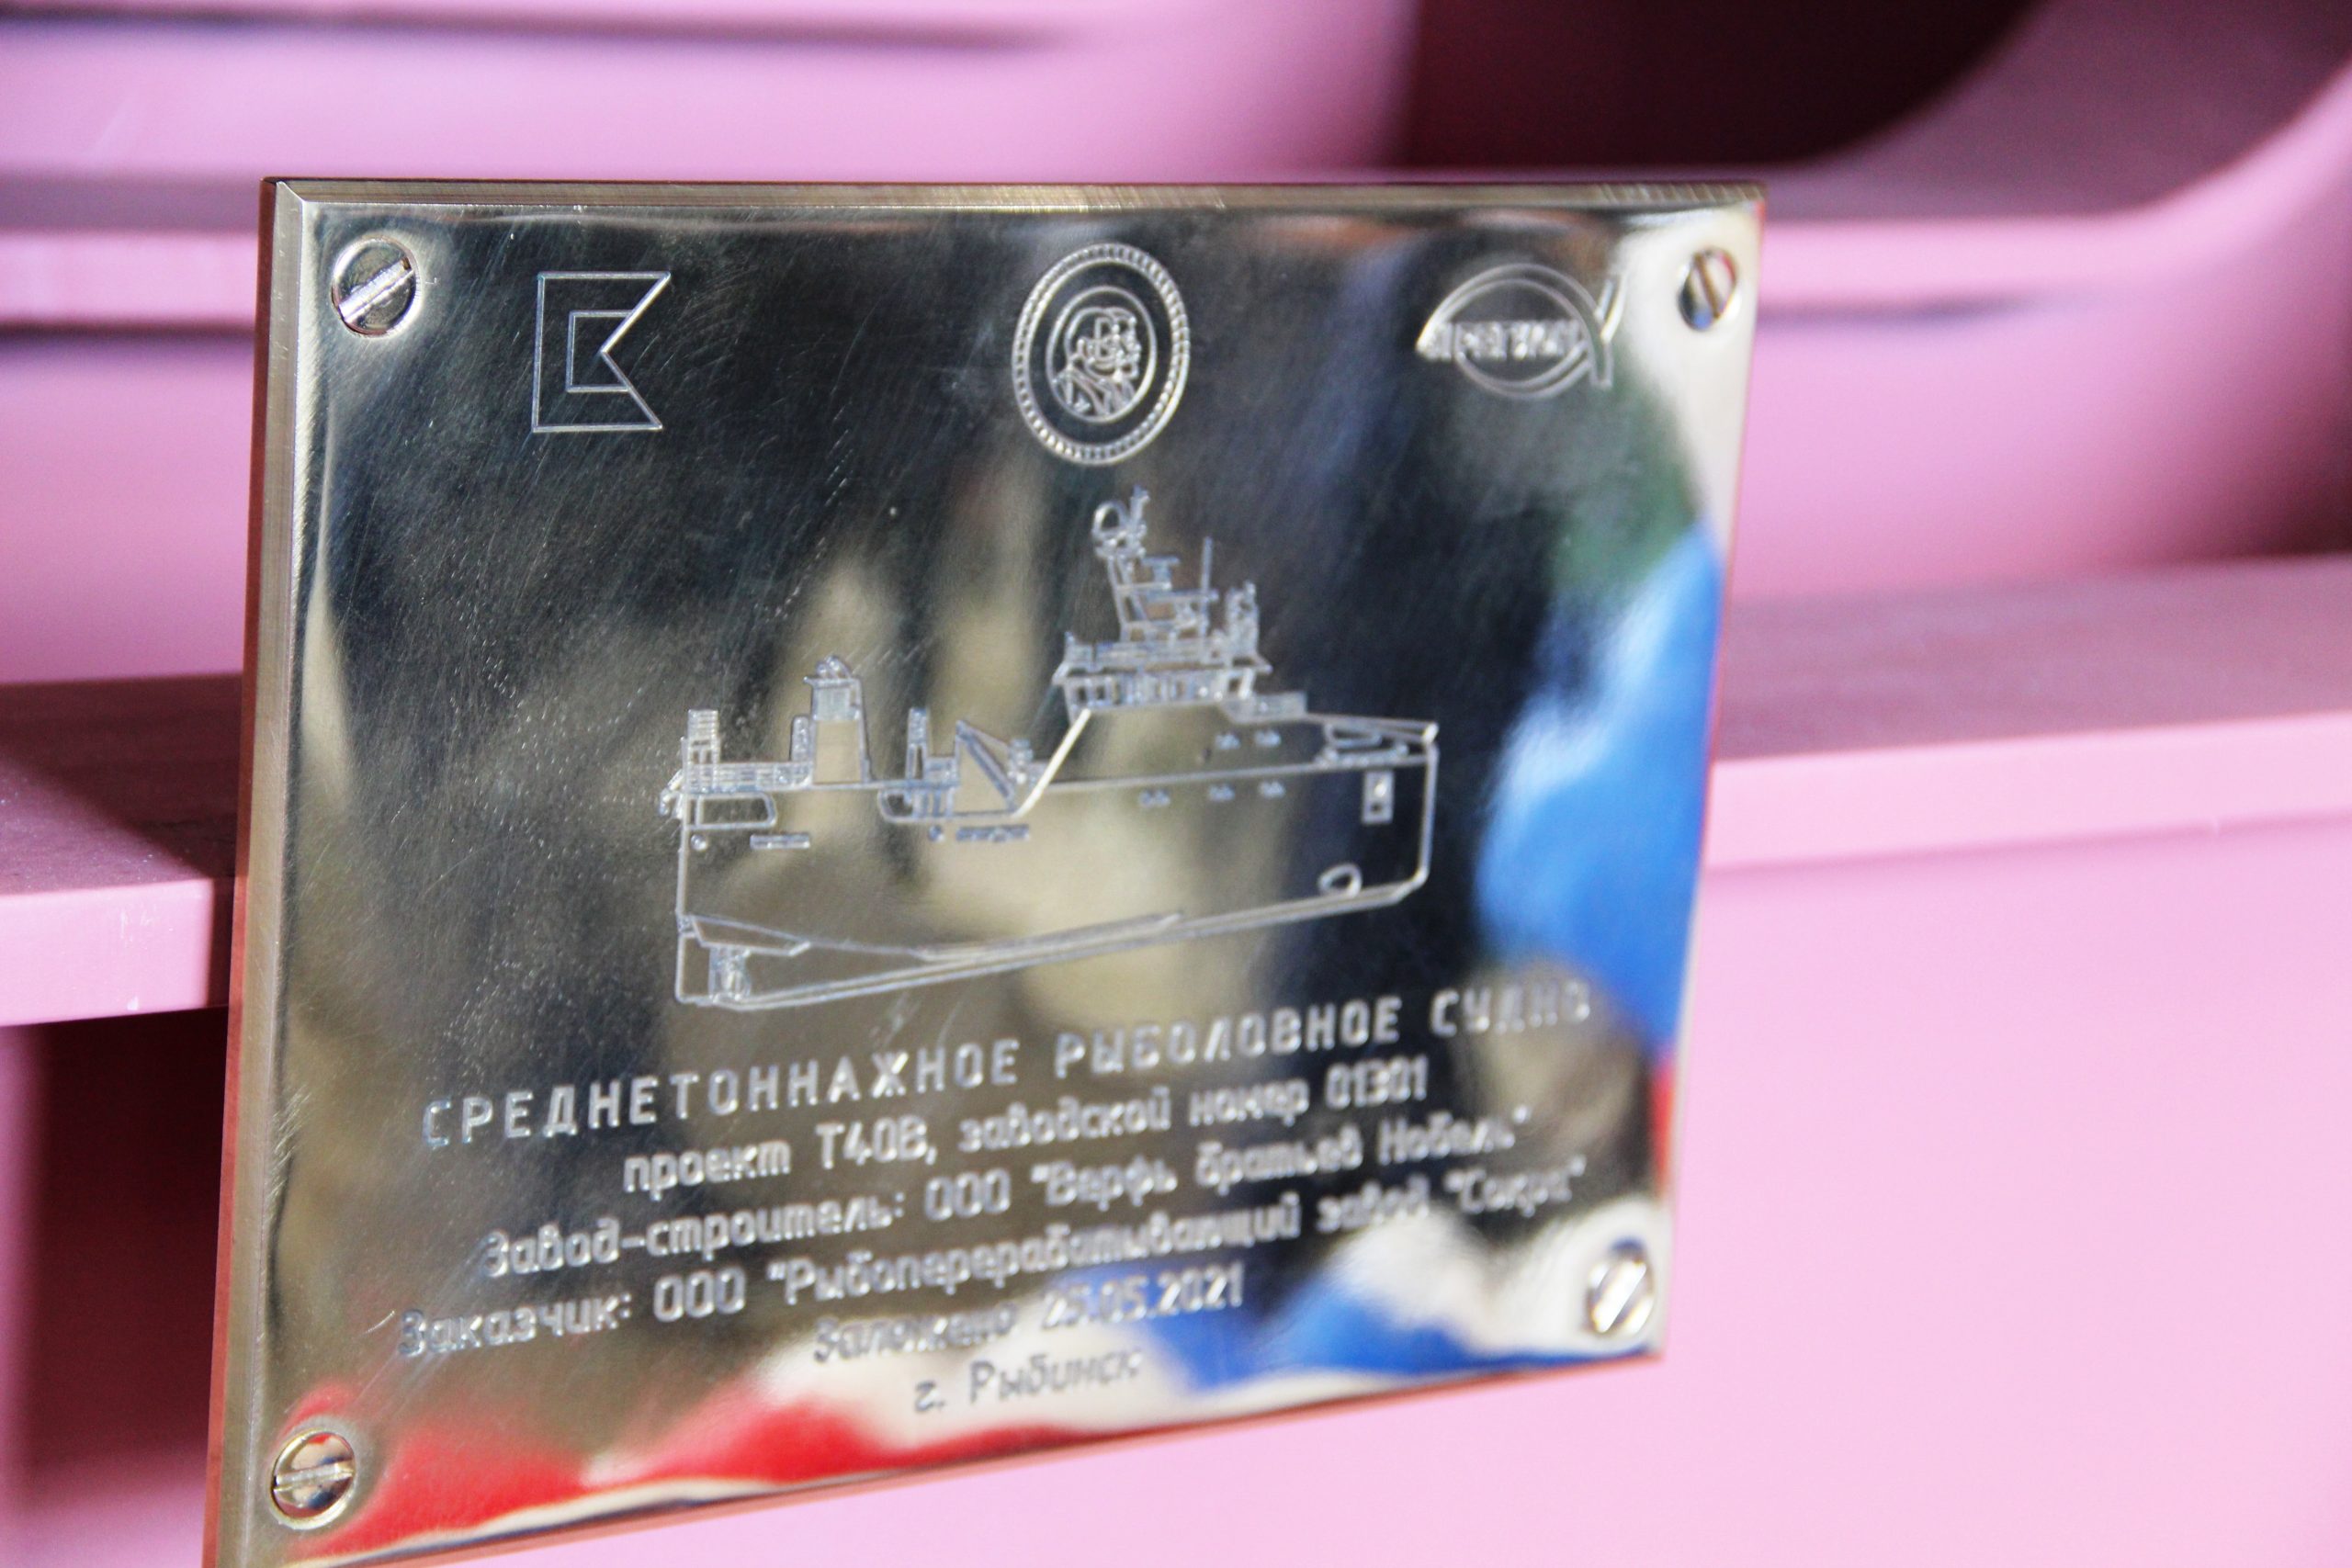 СРЕДНЕТОННАЖНОЕ РЫБОЛОВНОЕ СУДНО
проект Т40В, заводской номер 01301
Завод-строитель: ООО "Верфь братьев Нобель"
Заказчик: ООО "Рыбоперерабатывающий завод "Сокра"
Заложено 25.05.2021
г. Рыбинск